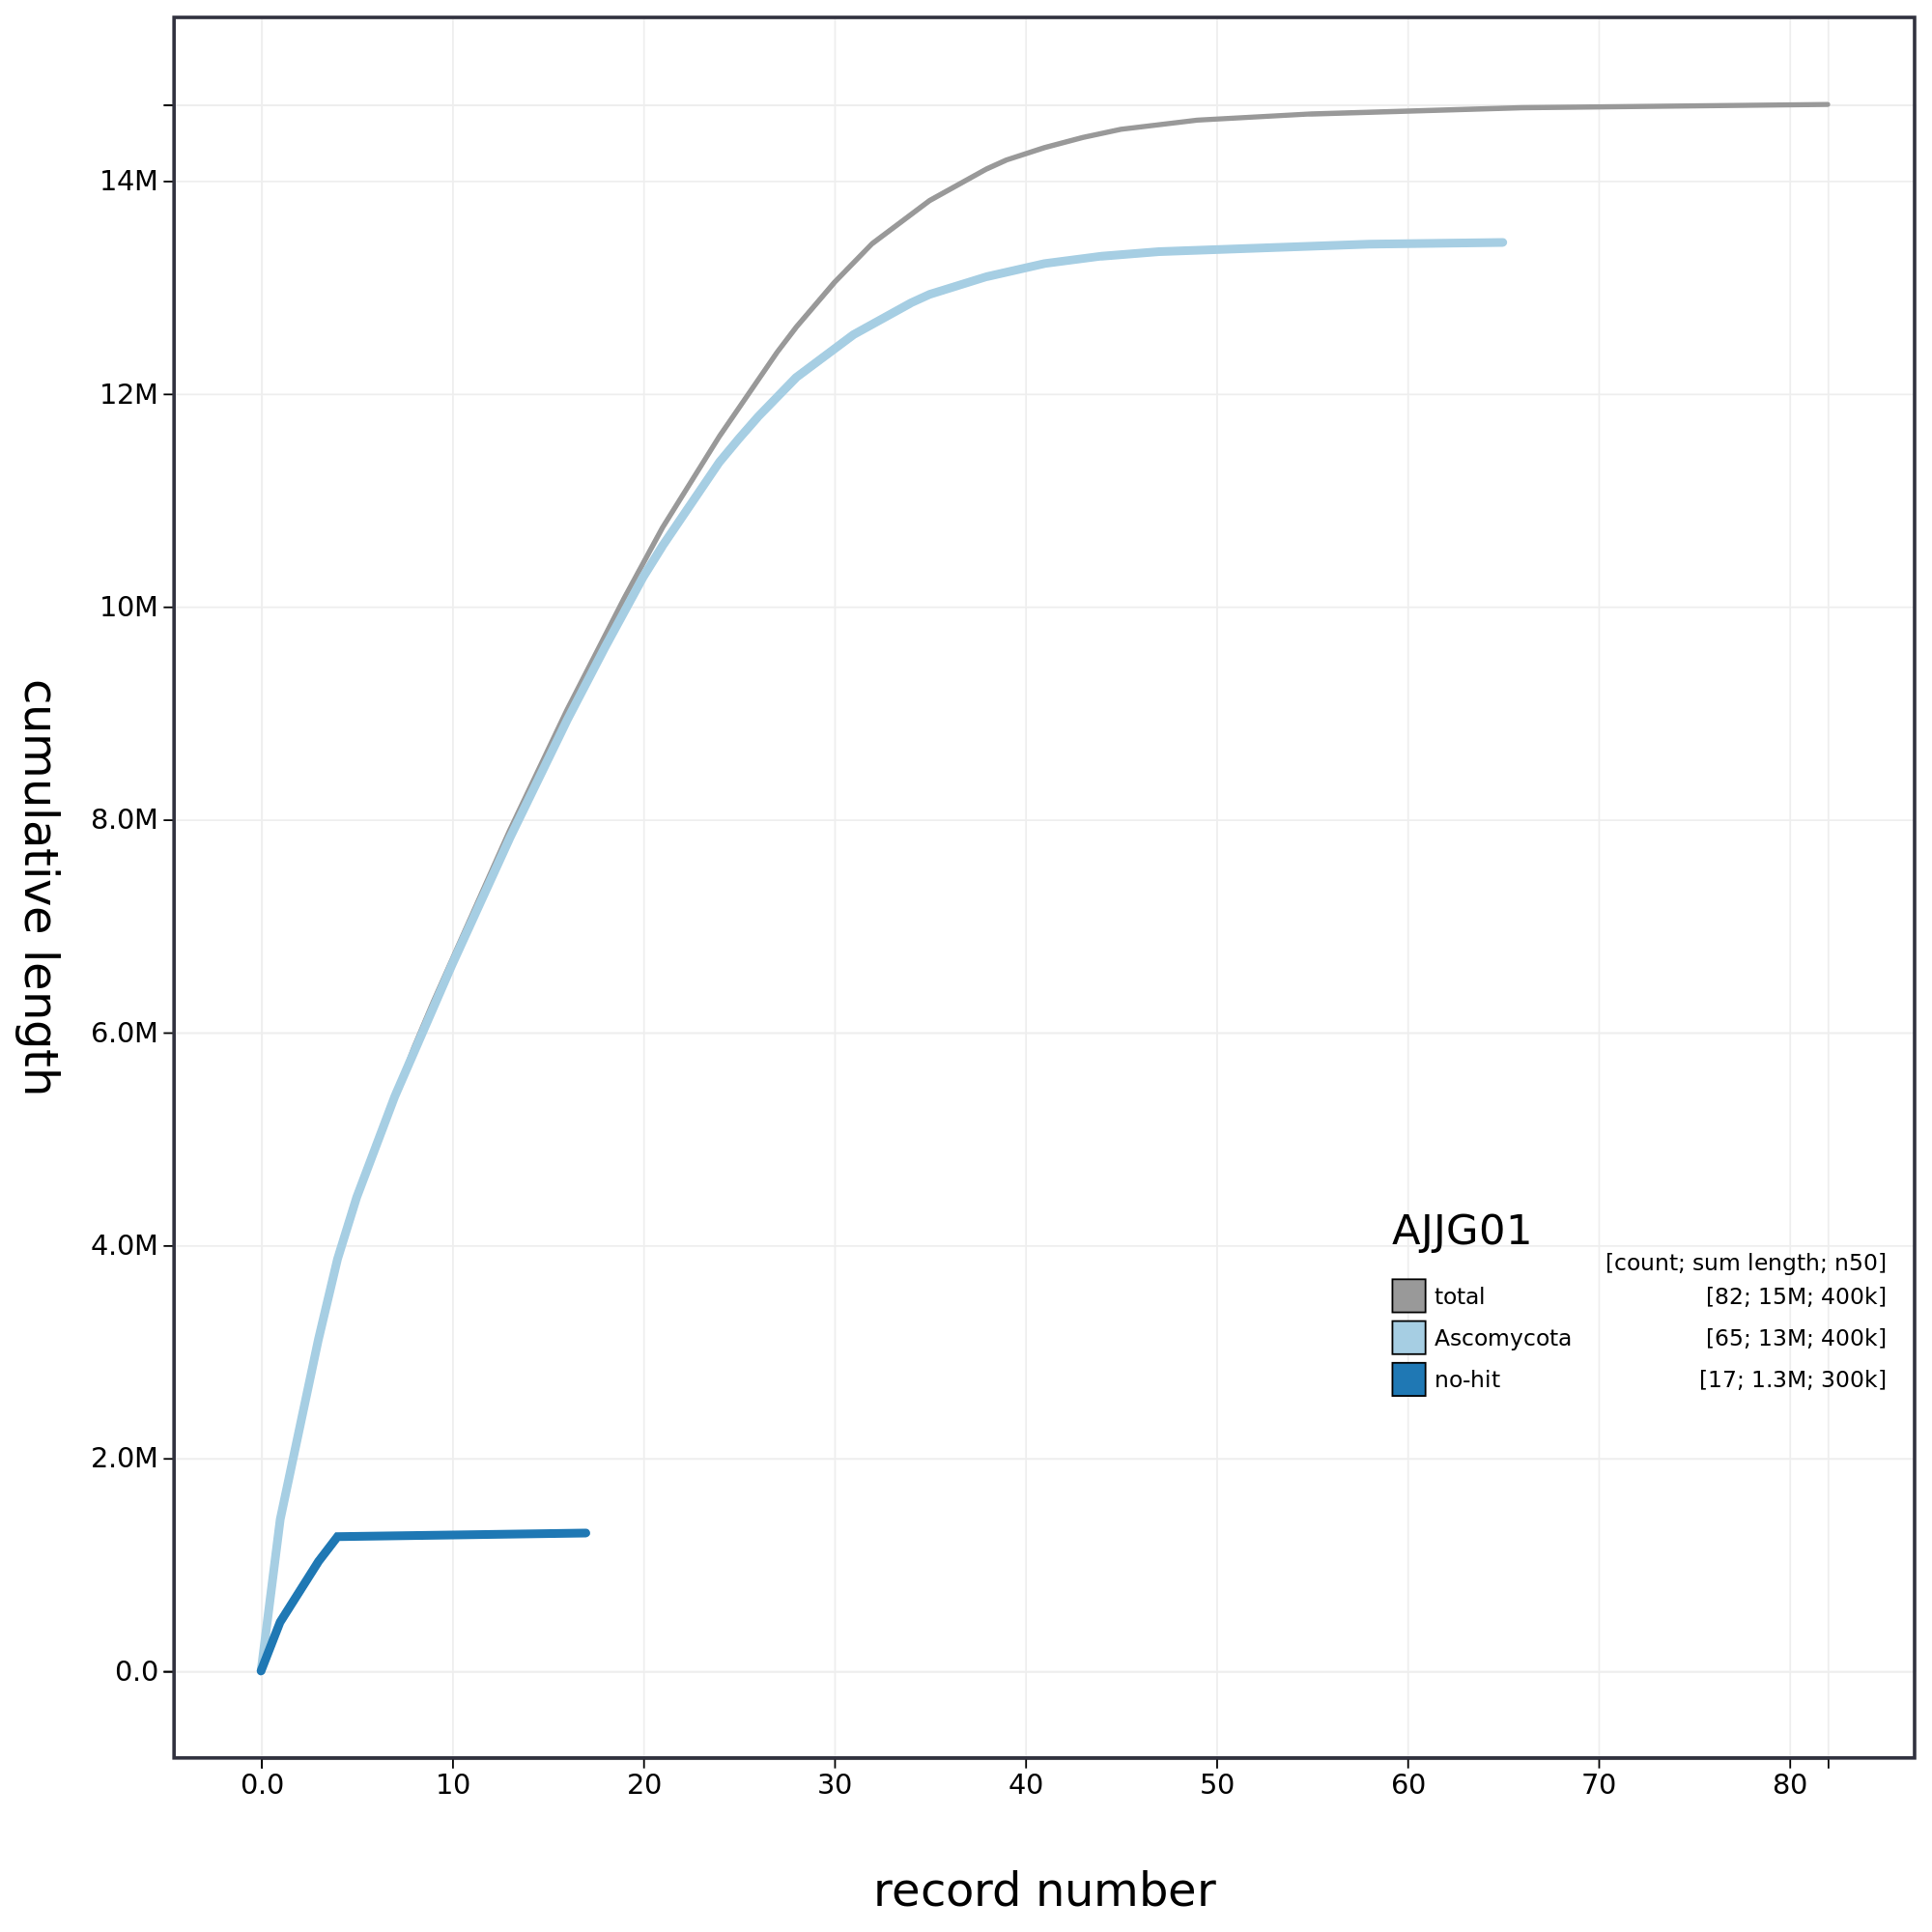 14M
12M
10M
8.0M
6.0M
4.0M
2.0M
0.0
cumulative length
AJJG01
[count; sum length; n50]
total [82; 15M; 400k]
Ascomycota [65; 13M; 400k]
no-hit [17; 1.3M; 300k]
0.0 10 20 30 40 50 60 70 80
record number